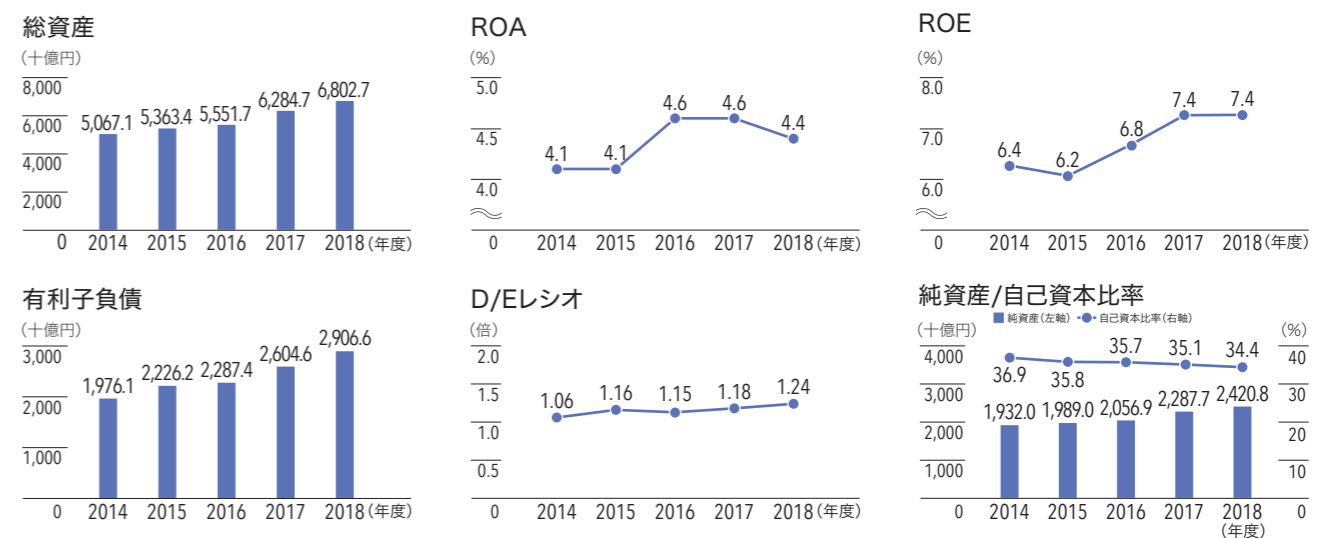 総資産
（十億円）
8,000
6,000
4,000
2,000
0
5,067.1 5,363.4 5,551.7 6,284.7 6,802.7
2014 2015 2016 2017 2018（年度）
ROA
（%）
5.0
4.5
4.0
0
4.1 4.1 4.6 4.6 4.4
2014 2015 2016 2017 2018（年度）
ROE
（%）
8.0
7.0
6.0
0
6.4 6.2 6.8 7.4 7.4
2014 2015 2016 2017 2018（年度）
有利子負債
（十億円）
3,000
2,000
1,000
0
1,976.1 2,226.2 2,287.4 2,604.6 2,906.6
2014 2015 2016 2017 2018（年度）
D/Eレシオ
（倍）
2.0
1.5
1.0
0.5
0
1.06 1.16 1.15 1.18 1.24
2014 2015 2016 2017 2018（年度）
純資産/自己資本比率
純資産（左軸） 自己資本比率（右軸）
（十億円） （%）
4,000 40
3,000 30
2,000 20
1,000 10
0 0
36.9 35.8 35.7 35.1 34.4
1,932.0 1,989.0 2,056.9 2,287.7 2,420.8
2014 2015 2016 2017 2018
（年度）